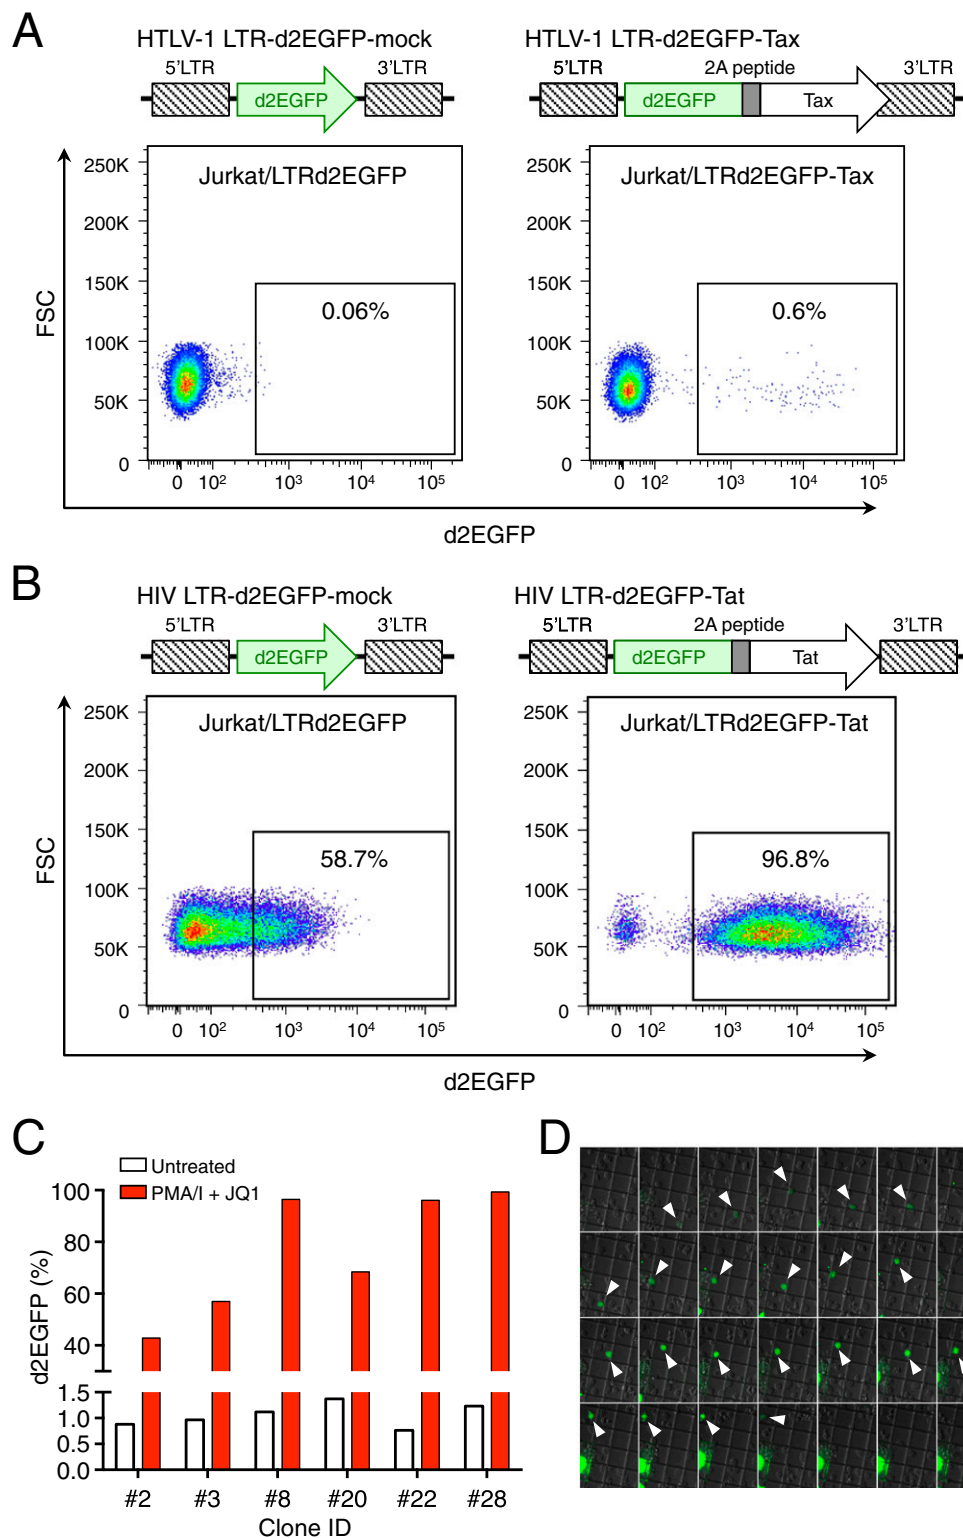 A
HTLV-1 LTR-d2EGFP-mock
5'LTR
d2EGFP
3'LTR
HTLV-1 LTR-d2EGFP-Tax
5'LTR
2A peptide
d2EGFP
Tax
3'LTR
Jurkat/LTRd2EGFP
0.06%
250K
200K
150K
100K
50K
0
0 10² 10³ 10⁴ 10⁵
Jurkat/LTRd2EGFP-Tax
0.6%
250K
200K
150K
100K
50K
0
0 10² 10³ 10⁴ 10⁵
FSC
d2EGFP
B
HIV LTR-d2EGFP-mock
5'LTR
d2EGFP
3'LTR
HIV LTR-d2EGFP-Tat
5'LTR
2A peptide
d2EGFP
Tat
3'LTR
Jurkat/LTRd2EGFP
58.7%
250K
200K
150K
100K
50K
0
0 10² 10³ 10⁴ 10⁵
Jurkat/LTRd2EGFP-Tat
96.8%
250K
200K
150K
100K
50K
0
0 10² 10³ 10⁴ 10⁵
FSC
d2EGFP
C
Untreated
PMA/I + JQ1
d2EGFP (%)
100
80
60
40
1.5
1.0
0.5
0.0
#2 #3 #8 #20 #22 #28
Clone ID
D